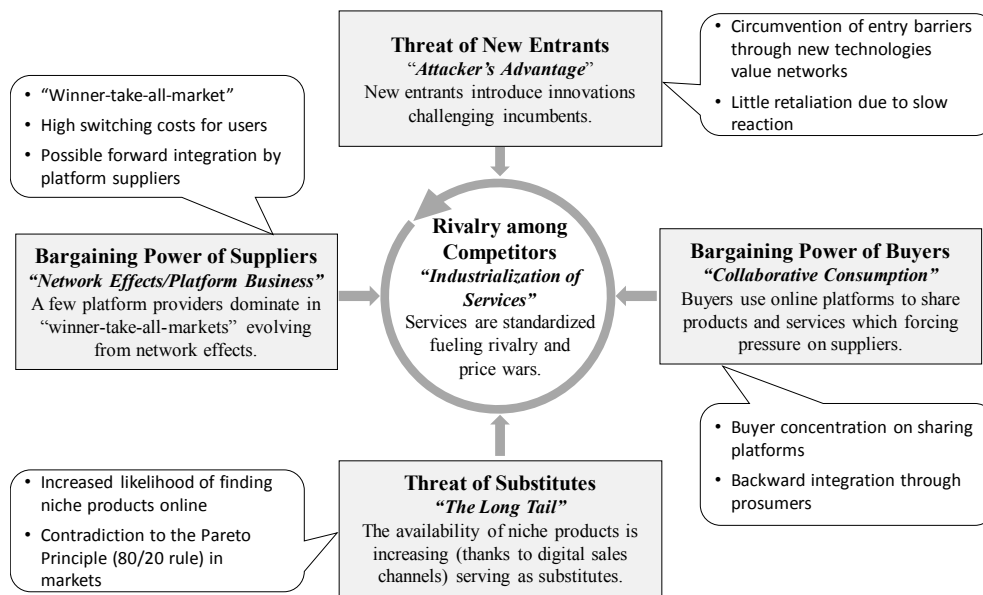 Threat of New Entrants
“Attacker’s Advantage”
New entrants introduce innovations
challenging incumbents.
• Circumvention of entry barriers
through new technologies
value networks
• Little retaliation due to slow
reaction
• “Winner-take-all-market”
• High switching costs for users
• Possible forward integration by
platform suppliers
Bargaining Power of Suppliers
“Network Effects/Platform Business”
A few platform providers dominate in
“winner-take-all-markets” evolving
from network effects.
Rivalry among
Competitors
“Industrialization of
Services”
Services are standardized
fueling rivalry and
price wars.
Bargaining Power of Buyers
“Collaborative Consumption”
Buyers use online platforms to share
products and services which forcing
pressure on suppliers.
• Buyer concentration on sharing
platforms
• Backward integration through
prosumers
• Increased likelihood of finding
niche products online
• Contradiction to the Pareto
Principle (80/20 rule) in
markets
Threat of Substitutes
“The Long Tail”
The availability of niche products is
increasing (thanks to digital sales
channels) serving as substitutes.